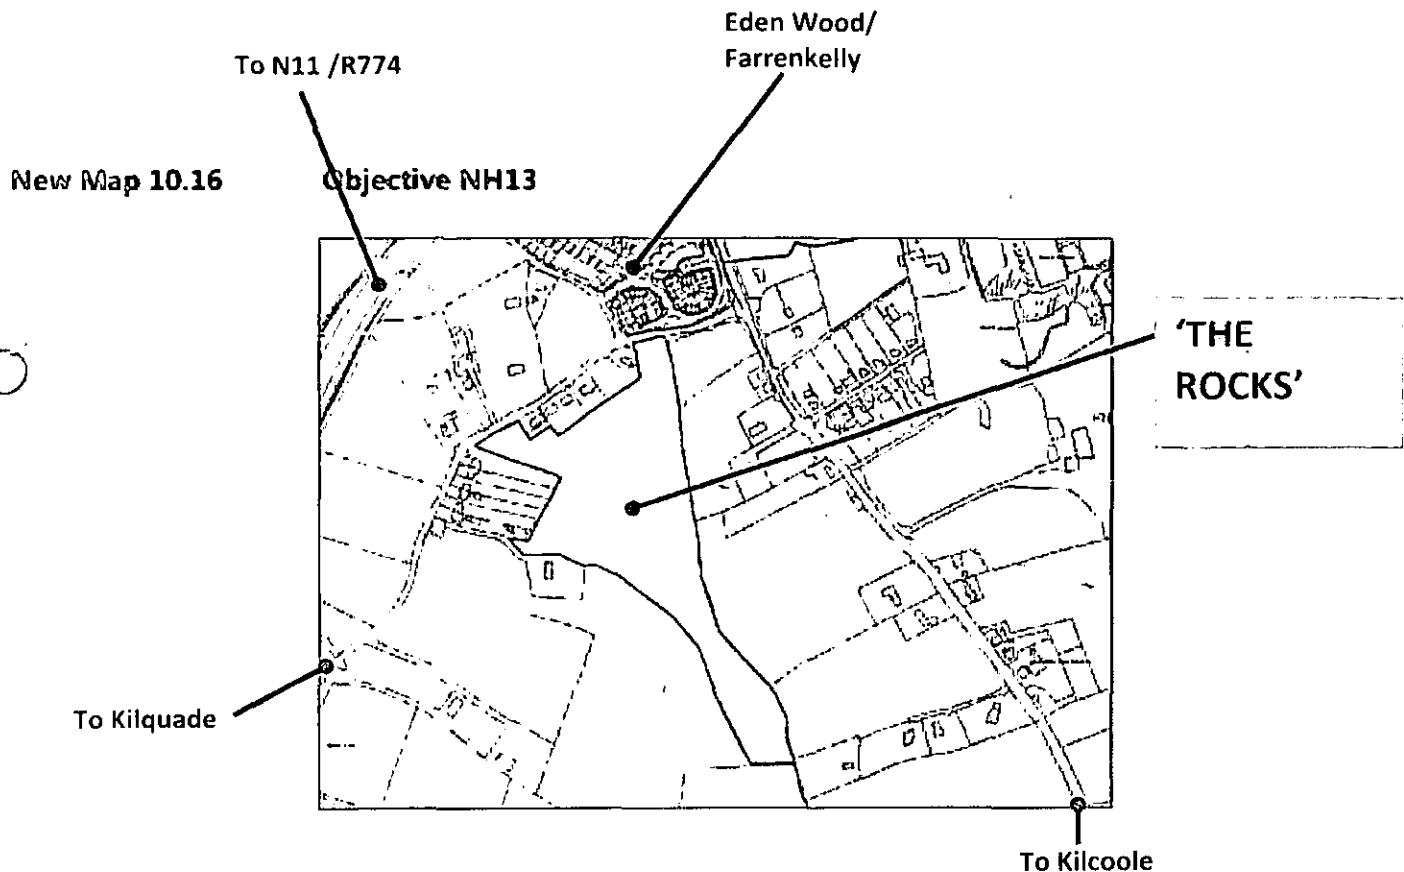 Eden Wood/
Farrenkelly
To N11 /R774
New Map 10.16 Objective NH13
'THE
ROCKS'
To Kilquade
To Kilcoole